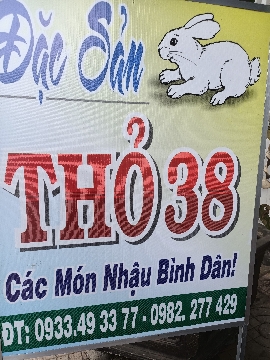 Đặc Sản
THỎ 38
Các Món Nhậu Bình Dân!
ĐT: 0933.49 33 77 - 0982. 277 429